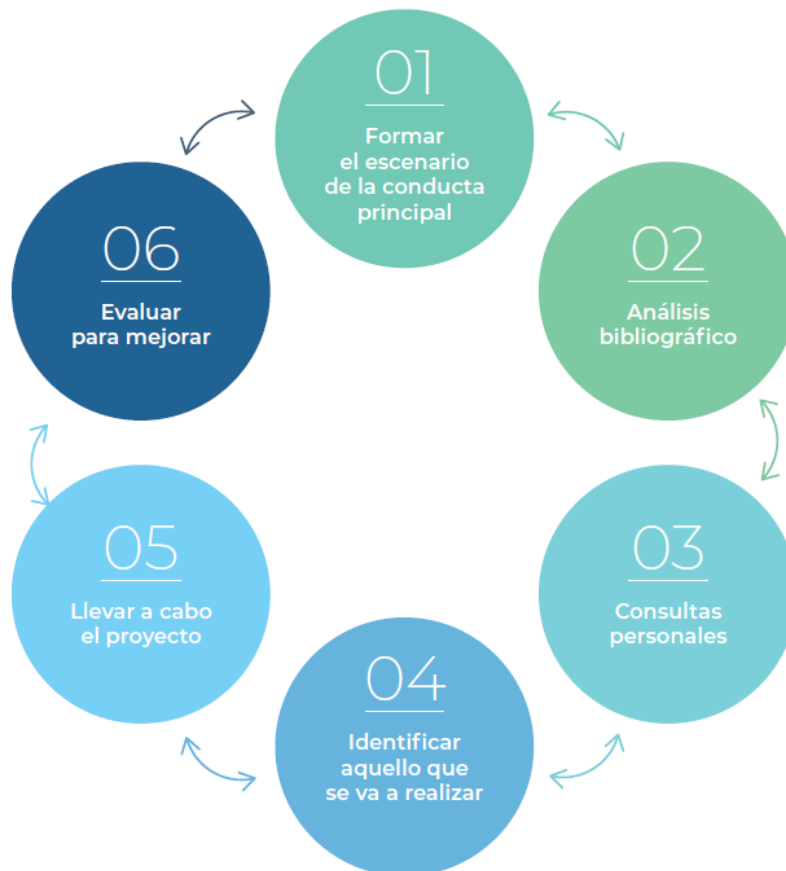 01
Formar
el escenario
de la conducta
principal
02
Análisis
bibliográfico
03
Consultas
personales
04
Identificar
aquello que
se va a realizar
05
Llevar a cabo
el proyecto
06
Evaluar
para mejorar